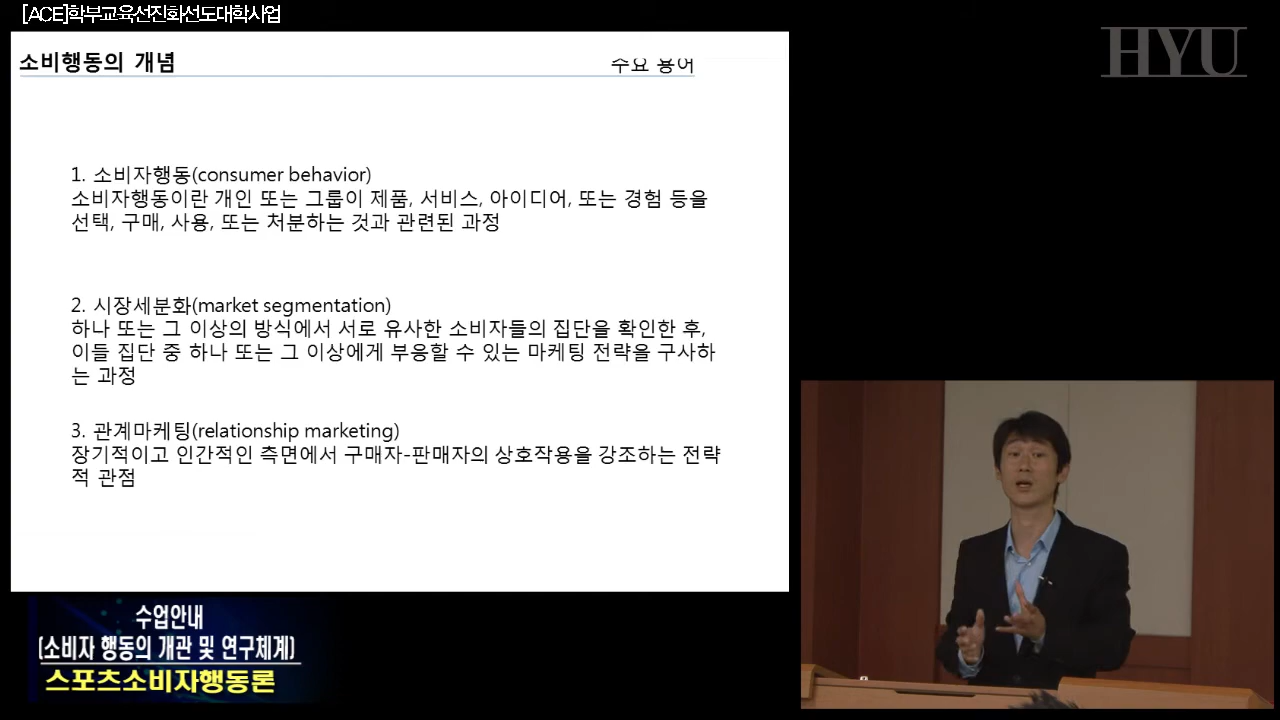 [ACE]학부교육선진화선도대학사업
HYU
소비행동의 개념
주요 용어
1. 소비자행동(consumer behavior)
소비자행동이란 개인 또는 그룹이 제품, 서비스, 아이디어, 또는 경험 등을
선택, 구매, 사용, 또는 처분하는 것과 관련된 과정
2. 시장세분화(market segmentation)
하나 또는 그 이상의 방식에서 서로 유사한 소비자들의 집단을 확인한 후,
이들 집단 중 하나 또는 그 이상에게 부응할 수 있는 마케팅 전략을 구사하
는 과정
3. 관계마케팅(relationship marketing)
장기적이고 인간적인 측면에서 구매자-판매자의 상호작용을 강조하는 전략
적 관점
수업안내
(소비자 행동의 개관 및 연구체계)
스포츠소비자행동론